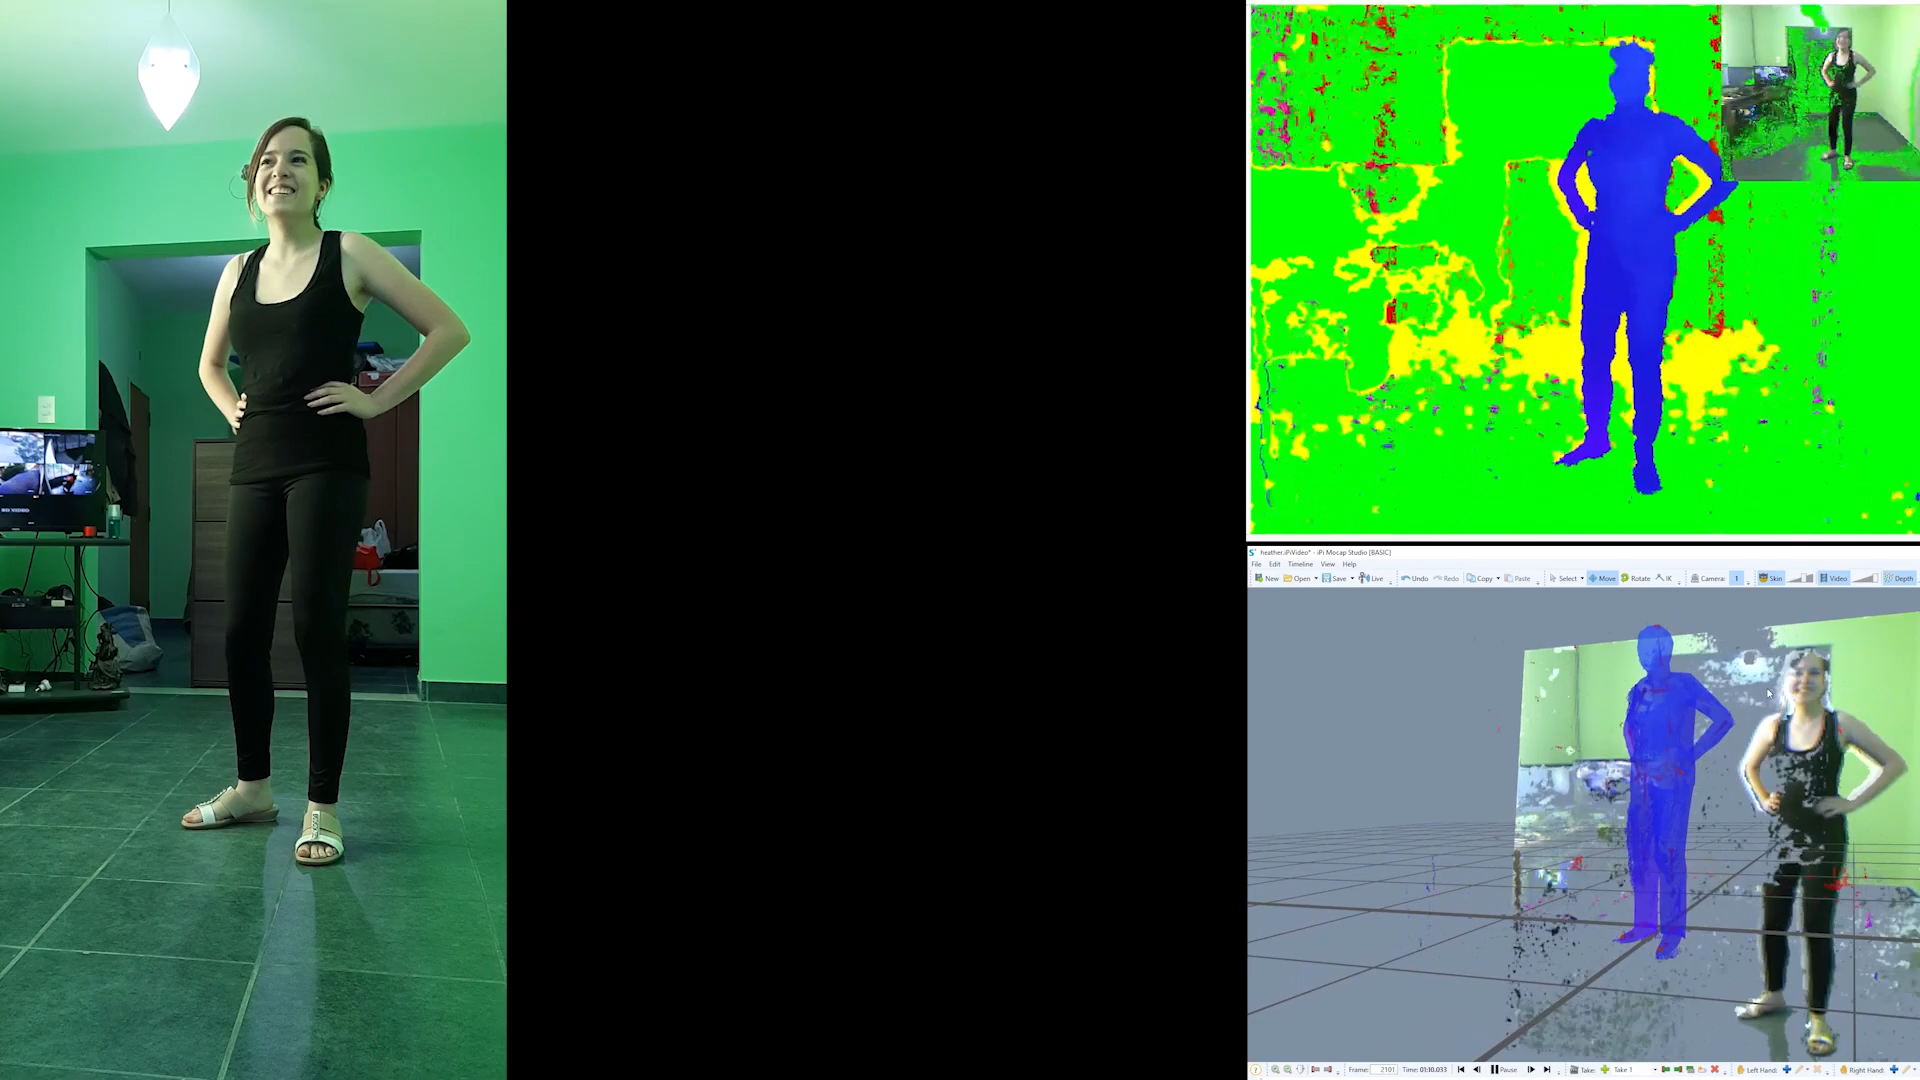 NO VIDEO
heather.iPiVideo* - iPi Mocap Studio [BASIC]
File Edit Timeline View Help
New Open Save Live Undo Redo Copy Paste Select Move Rotate IK Camera: 1 Skin Video Depth
Frame: 2101 Time: 01:10.033 Pause Take: Take 1 Left Hand: Right Hand: